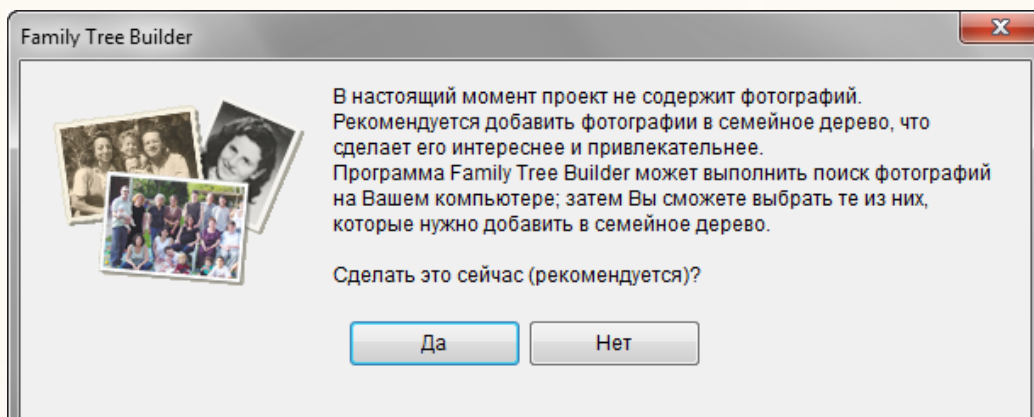 Family Tree Builder
В настоящий момент проект не содержит фотографий.
Рекомендуется добавить фотографии в семейное дерево, что
сделает его интереснее и привлекательнее.
Программа Family Tree Builder может выполнить поиск фотографий
на Вашем компьютере; затем Вы сможете выбрать те из них,
которые нужно добавить в семейное дерево.
Сделать это сейчас (рекомендуется)?
Да Нет